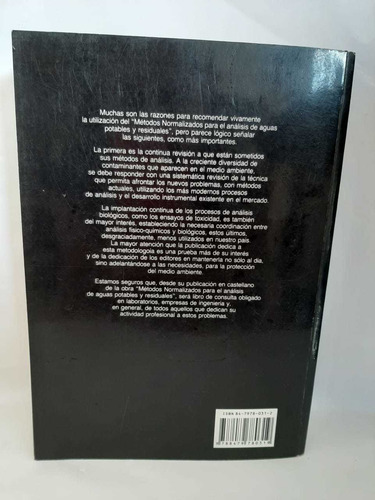 Muchas son las razones para recomendar vivamente
la utilización del "Métodos Normalizados para el análisis de aguas
potables y residuales", pero parece lógico señalar
las siguientes, como más importantes.
La primera es la continua revisión a que están sometidos
sus métodos de análisis. A la creciente diversidad de
contaminantes que aparecen en el medio ambiente,
se debe responder con una sistemática revisión de la técnica
que permita afrontar los nuevos problemas, con métodos
actuales, utilizando los más modernos procesos
de análisis y el desarrollo instrumental existente en el mercado.
La implantación continua de los procesos de análisis
biológicos, como los ensayos de toxicidad, es también
del mayor interés, estableciendo la necesaria coordinación entre
análisis físico-químicos y biológicos, estos últimos,
desgraciadamente, menos utilizados en nuestro país
La mayor atención que la publicación dedica a
esta metodologoia es una prueba más de su interés
y de la dedicación de los editores en mantenerla no sólo al día,
sino adelantándose a las necesidades, para la protección
del medio ambiente.
Estamos seguros que, desde su publicación en castellano
de la obra "Métodos Normalizados para el análisis
de aguas potables y residuales", será libro de consulta obligado
en laboratorios, empresas de ingeniería y,
en general, de todos aquellos que dedican su
actividad profesional a estos problemas.
ISBN 84-7978-031-2